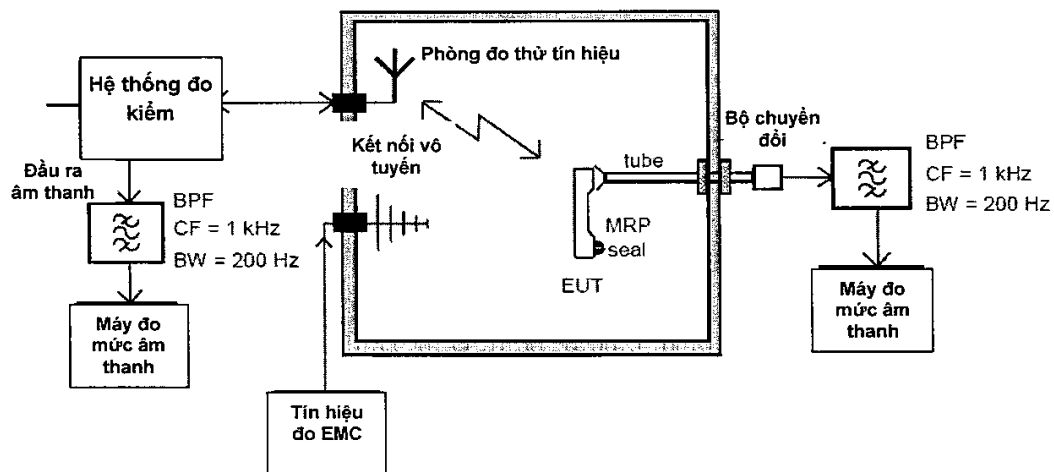 Hệ thống đo
kiểm
Phòng đo thử tín hiệu
Kết nối vô
tuyến
Đầu ra
âm thanh
BPF
CF = 1 kHz
BW = 200 Hz
Máy đo
mức âm
thanh
Tín hiệu
đo EMC
tube
MRP
seal
EUT
Bộ chuyển
đổi
BPF
CF = 1 kHz
BW = 200 Hz
Máy đo
mức âm
thanh